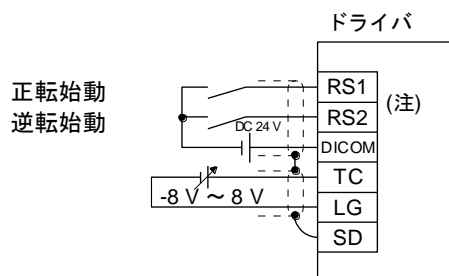 ドライバ
正転始動
RS1
(注)
逆転始動
RS2
DC 24 V
DICOM
TC
-8 V ～ 8 V
LG
SD